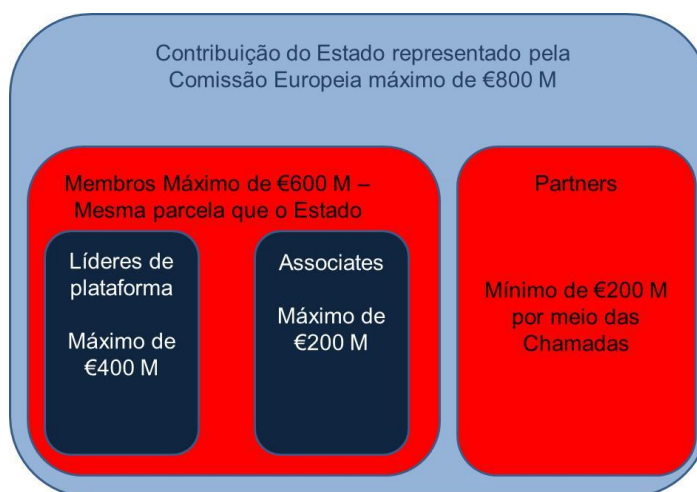 Contribuição do Estado representado pela
Comissão Europeia máximo de €800 M
Membros Máximo de €600 M –
Mesma parcela que o Estado
Líderes de
plataforma
Máximo de
€400 M
Associates
Máximo de
€200 M
Partners
Mínimo de €200 M
por meio das
Chamadas